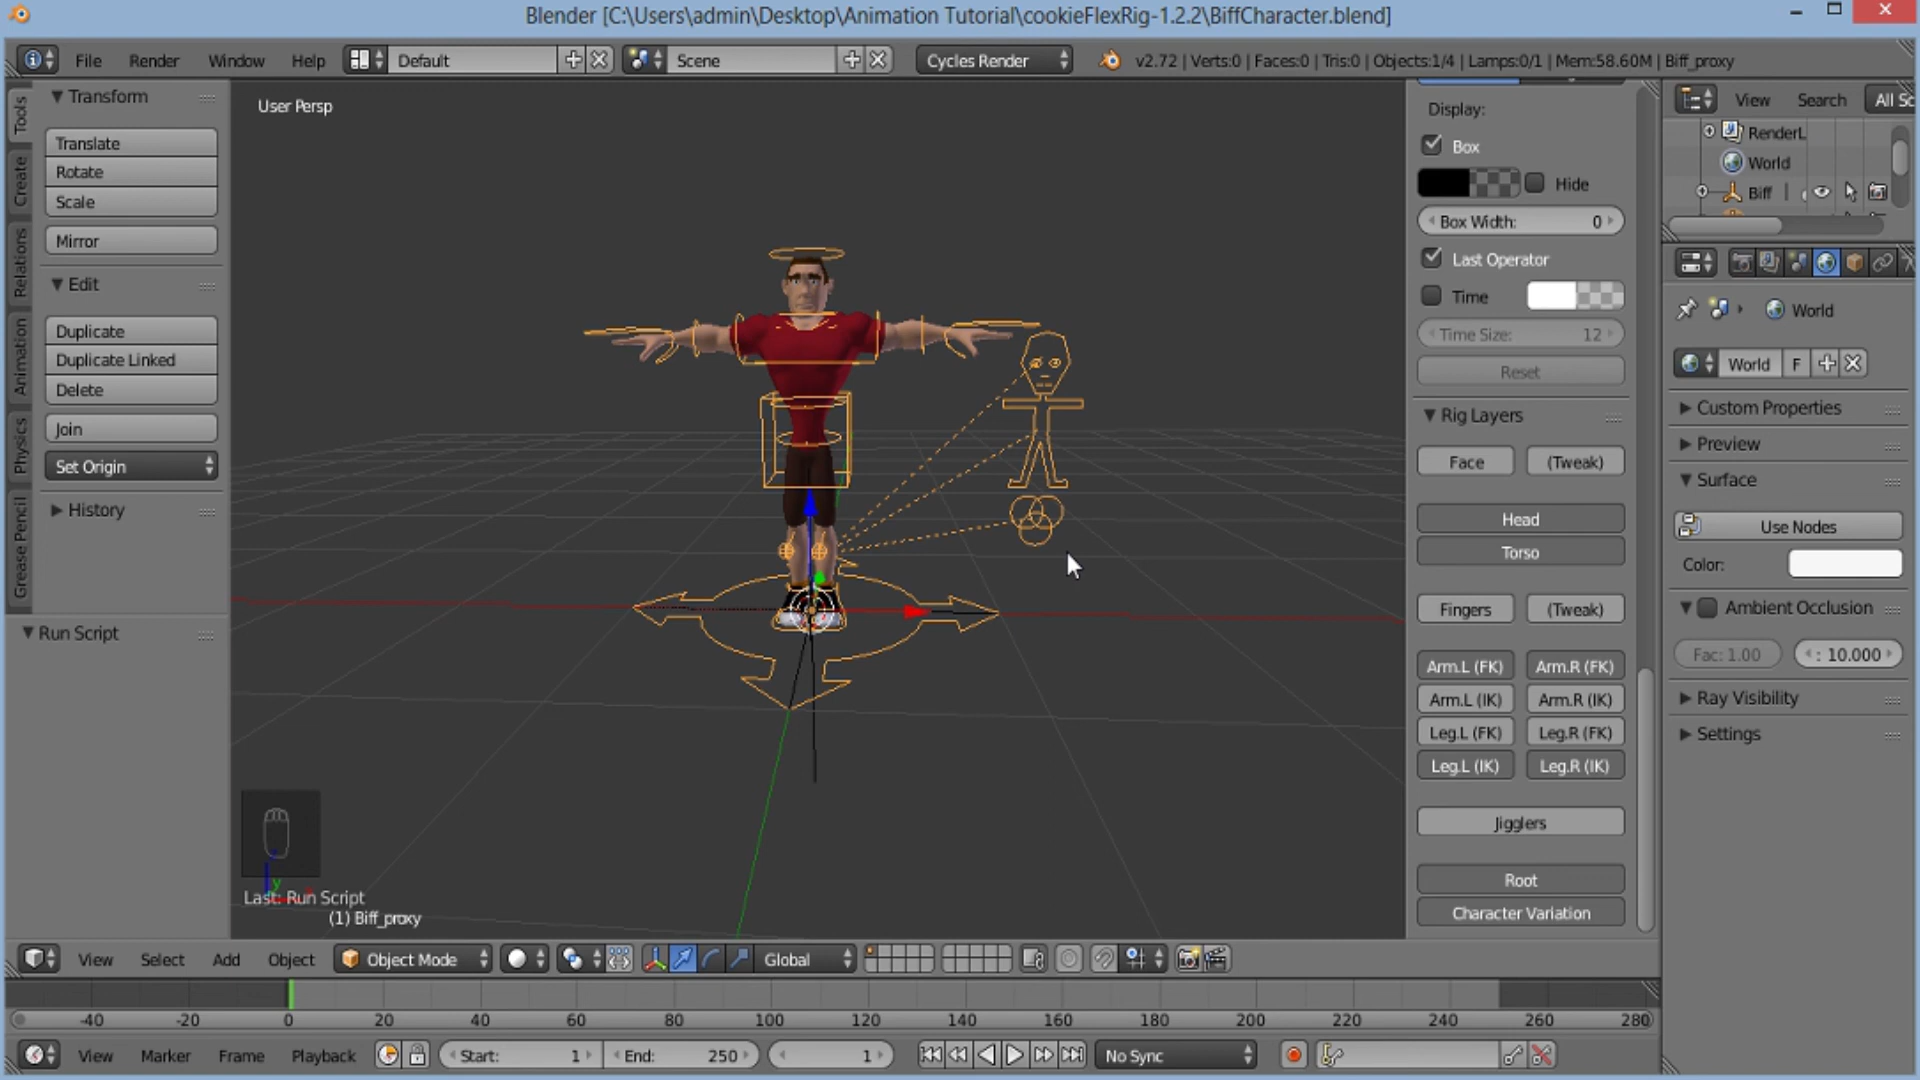 Blender [C:\Users\admin\Desktop\Animation Tutorial\cookieFlexRig-1.2.2\BiffCharacter.blend]
File Render Window Help Default Scene Cycles Render v2.72 | Verts:0 | Faces:0 | Tris:0 | Objects:1/4 | Lamps:0/1 | Mem:58.60M | Biff_proxy
Tools
Create
Relations
Animation
Physics
Grease Pencil
Transform
Translate
Rotate
Scale
Mirror
Edit
Duplicate
Duplicate Linked
Delete
Join
Set Origin
History
Run Script
User Persp
Last: Run Script
(1) Biff_proxy
Display:
Box
Hide
Box Width: 0
Last Operator
Time
Time Size: 12
Reset
Rig Layers
Face (Tweak)
Head
Torso
Fingers (Tweak)
Arm.L (FK) Arm.R (FK)
Arm.L (IK) Arm.R (IK)
Leg.L (FK) Leg.R (FK)
Leg.L (IK) Leg.R (IK)
Jigglers
Root
Character Variation
View Search All Sc
RenderL
World
Biff
World
World F
Custom Properties
Preview
Surface
Use Nodes
Color:
Ambient Occlusion
Fac: 1.00 : 10.000
Ray Visibility
Settings
View Select Add Object Object Mode Global
-40 -20 0 20 40 60 80 100 120 140 160 180 200 220 240 260 280
View Marker Frame Playback Start: 1 End: 250 1 No Sync